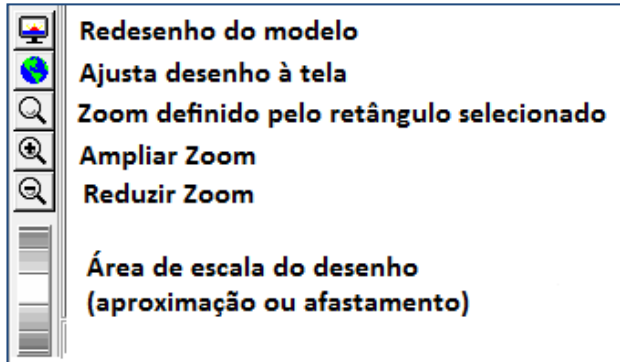 Redesenho do modelo
Ajusta desenho à tela
Zoom definido pelo retângulo selecionado
Ampliar Zoom
Reduzir Zoom
Área de escala do desenho
(aproximação ou afastamento)